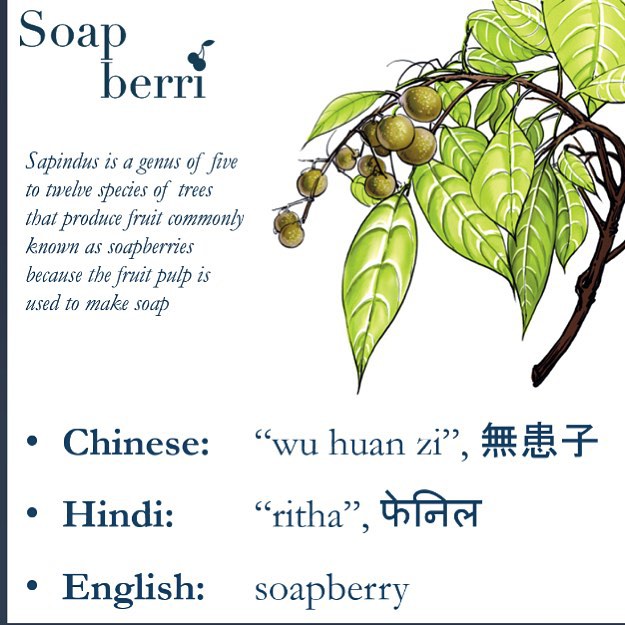 Soap
berri
Sapindus is a genus of five
to twelve species of trees
that produce fruit commonly
known as soapberries
because the fruit pulp is
used to make soap
• Chinese: “wu huan zi”, 無患子
• Hindi: “ritha”, फेनिल
• English: soapberry